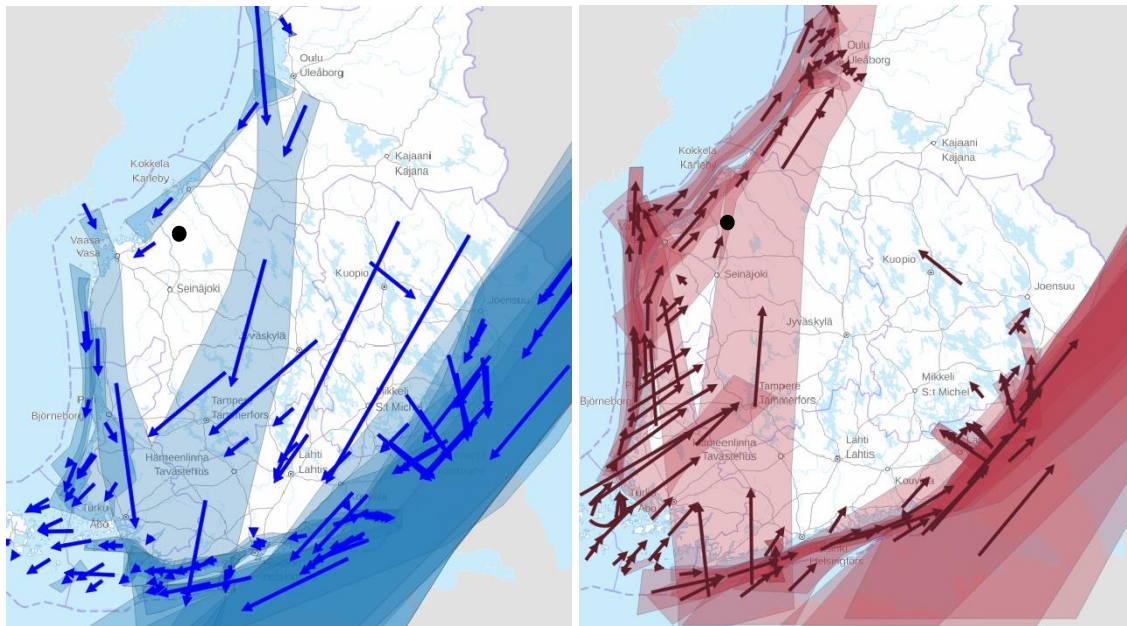 Oulu
Uleåborg
Kokkola
Karleby
Kajaani
Kajana
Vaasa
Vasa
Seinäjoki
Kuopio
Joensuu
Jyväskylä
Björneborg
Tampere
Tammerfors
Mikkeli
S:t Michel
Hämeenlinna
Tavastehus
Lahti
Lahtis
Turku
Åbo
Oulu
Uleåborg
Kokkola
Karleby
Kajaani
Kajana
Seinäjoki
Kuopio
Joensuu
Jyväskylä
Björneborg
Tampere
Tammerfors
Mikkeli
S:t Michel
Hämeenlinna
Tavastehus
Lahti
Lahtis
Kouvola
Turku
Åbo
Helsinki
Helsingfors